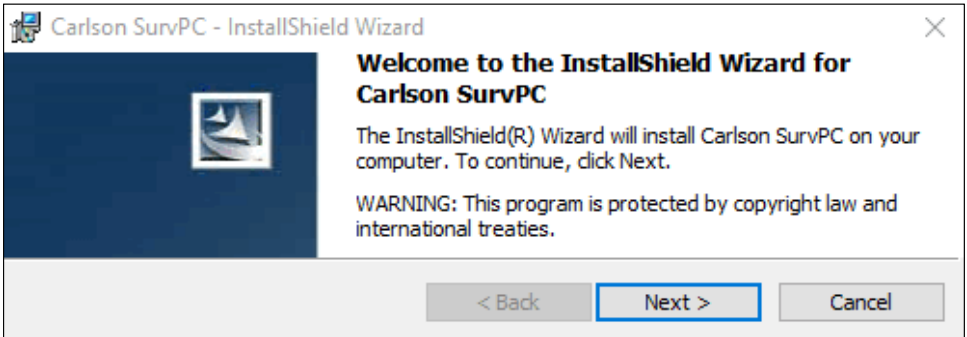 Carlson SurvPC - InstallShield Wizard
Welcome to the InstallShield Wizard for
Carlson SurvPC
The InstallShield(R) Wizard will install Carlson SurvPC on your
computer. To continue, click Next.
WARNING: This program is protected by copyright law and
international treaties.
< Back Next > Cancel